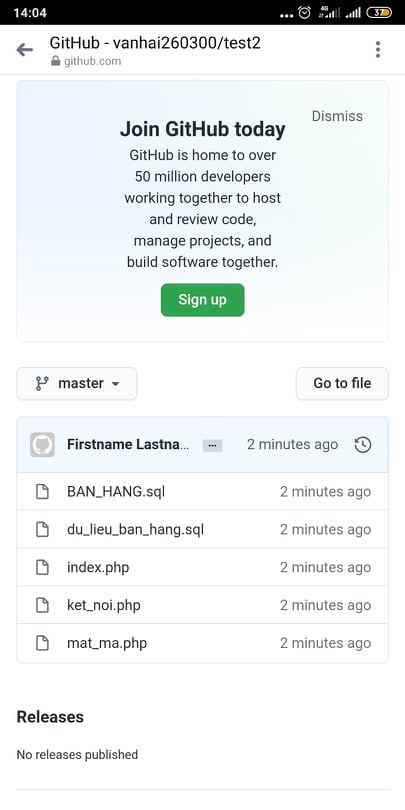 14:04
4G
37
GitHub - vanhai260300/test2
github.com
Dismiss
Join GitHub today
GitHub is home to over
50 million developers
working together to host
and review code,
manage projects, and
build software together.
Sign up
master
Go to file
Firstname Lastna... 2 minutes ago
BAN_HANG.sql 2 minutes ago
du_lieu_ban_hang.sql 2 minutes ago
index.php 2 minutes ago
ket_noi.php 2 minutes ago
mat_ma.php 2 minutes ago
Releases
No releases published